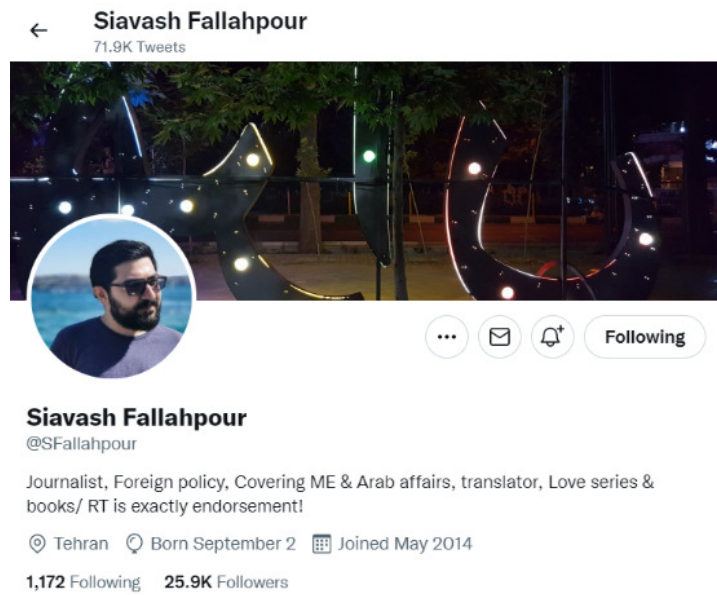 Siavash Fallahpour
71.9K Tweets
Following
Siavash Fallahpour
@SFallahpour
Journalist, Foreign policy, Covering ME & Arab affairs, translator, Love series &
books/ RT is exactly endorsement!
Tehran Born September 2 Joined May 2014
1,172 Following 25.9K Followers